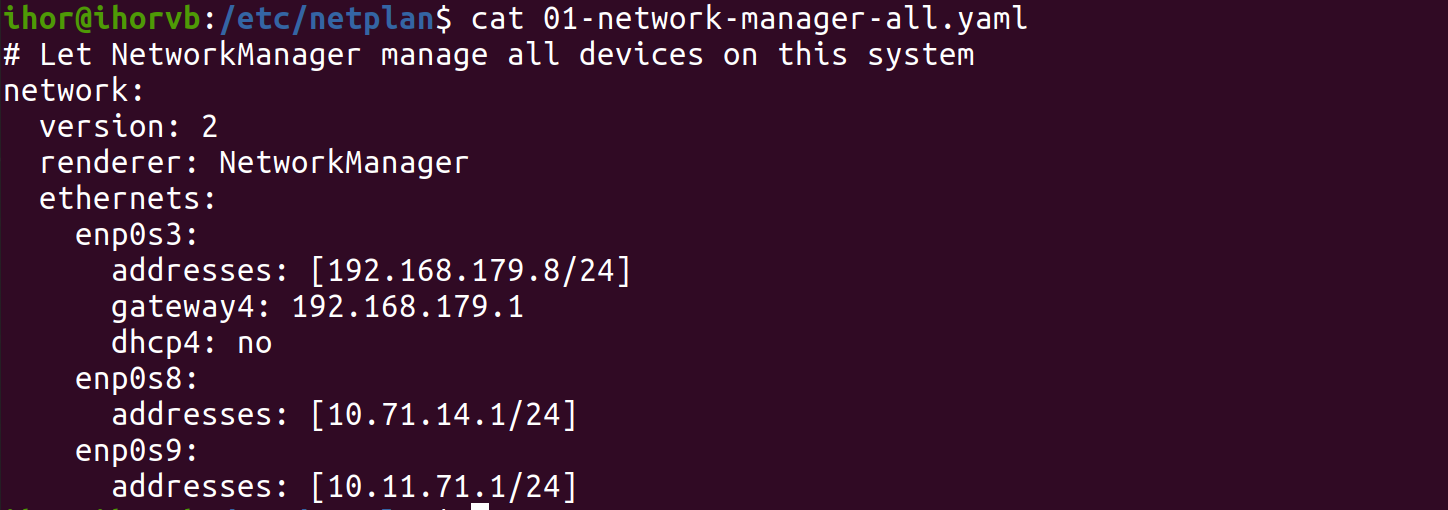 ihor@ihorvb:/etc/netplan$ cat 01-network-manager-all.yaml
# Let NetworkManager manage all devices on this system
network:
  version: 2
  renderer: NetworkManager
  ethernets:
    enp0s3:
      addresses: [192.168.179.8/24]
      gateway4: 192.168.179.1
      dhcp4: no
    enp0s8:
      addresses: [10.71.14.1/24]
    enp0s9:
      addresses: [10.11.71.1/24]